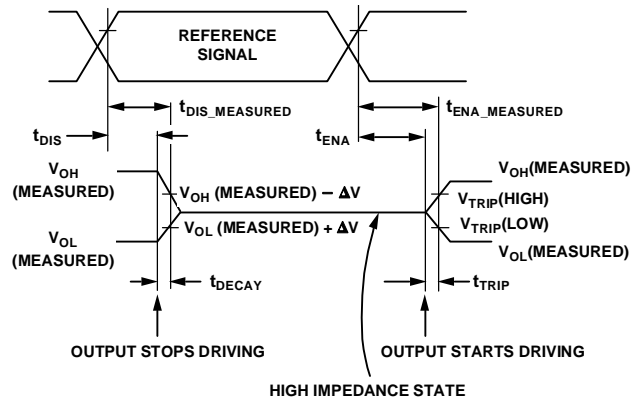 REFERENCE
SIGNAL
tDIS_MEASURED
tENA_MEASURED
tDIS
tENA
VOH
(MEASURED)
VOH (MEASURED) − ΔV
VOL (MEASURED) + ΔV
VOL
(MEASURED)
VOH(MEASURED)
VTRIP(HIGH)
VTRIP(LOW)
VOL(MEASURED)
tDECAY
tTRIP
OUTPUT STOPS DRIVING
OUTPUT STARTS DRIVING
HIGH IMPEDANCE STATE